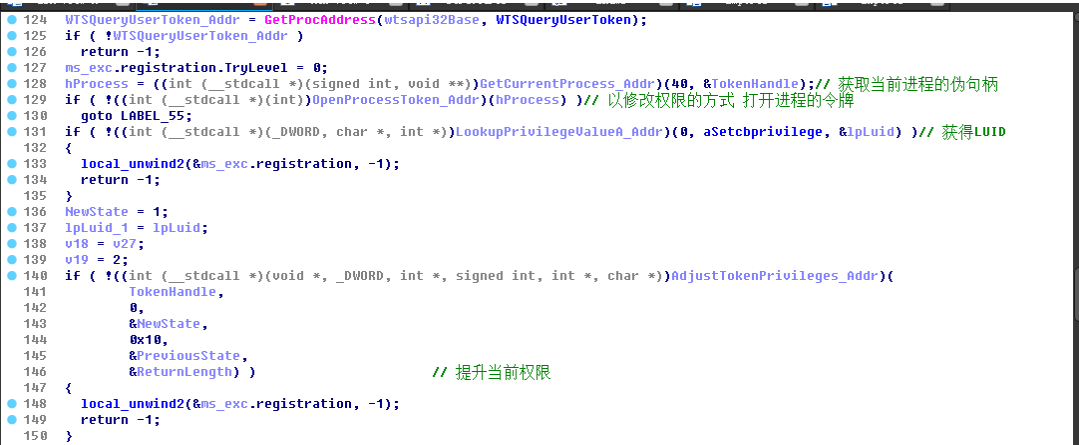 124 WTSQueryUserToken_Addr = GetProcAddress(wtsapi32Base, WTSQueryUserToken);
125 if ( !WTSQueryUserToken_Addr )
126 return -1;
127 ms_exc.registration.TryLevel = 0;
128 hProcess = ((int (__stdcall *)(signed int, void **))GetCurrentProcess_Addr)(40, &TokenHandle);// 获取当前进程的伪句柄
129 if ( !((int (__stdcall *)(int))OpenProcessToken_Addr)(hProcess) )// 以修改权限的方式 打开进程的令牌
130 goto LABEL_55;
131 if ( !((int (__stdcall *)(_DWORD, char *, int *))LookupPrivilegeValueA_Addr)(0, aSetcbprivilege, &lpLuid) )// 获得LUID
132 {
133 local_unwind2(&ms_exc.registration, -1);
134 return -1;
135 }
136 NewState = 1;
137 lpLuid_1 = lpLuid;
138 v18 = v27;
139 v19 = 2;
140 if ( !((int (__stdcall *)(void *, _DWORD, int *, signed int, int *, char *))AdjustTokenPrivileges_Addr)(
141 TokenHandle,
142 0,
143 &NewState,
144 0x10,
145 &PreviousState,
146 &ReturnLength) ) // 提升当前权限
147 {
148 local_unwind2(&ms_exc.registration, -1);
149 return -1;
150 }